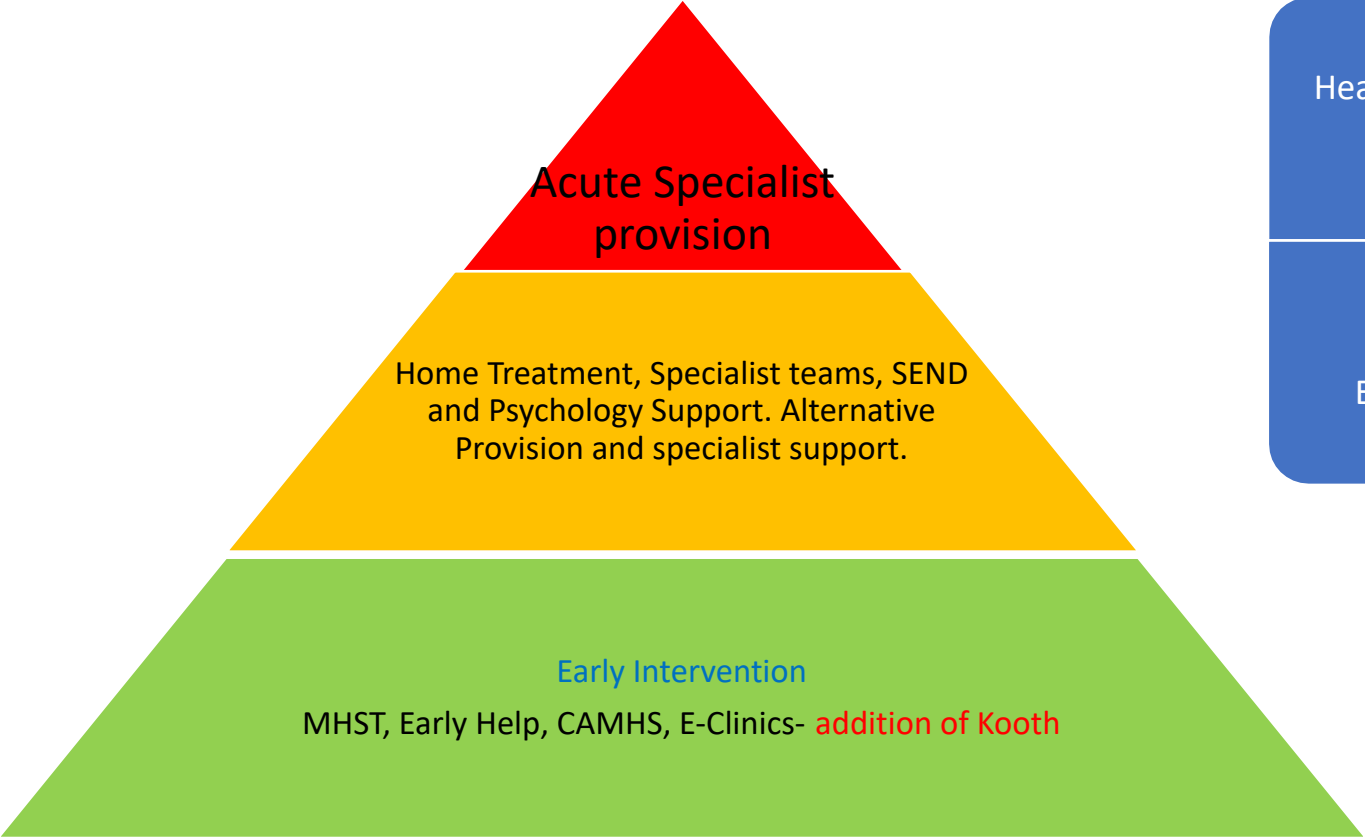 Acute Specialist
provision
Home Treatment, Specialist teams, SEND
and Psychology Support. Alternative
Provision and specialist support.
Early Intervention
MHST, Early Help, CAMHS, E-Clinics- addition of Kooth